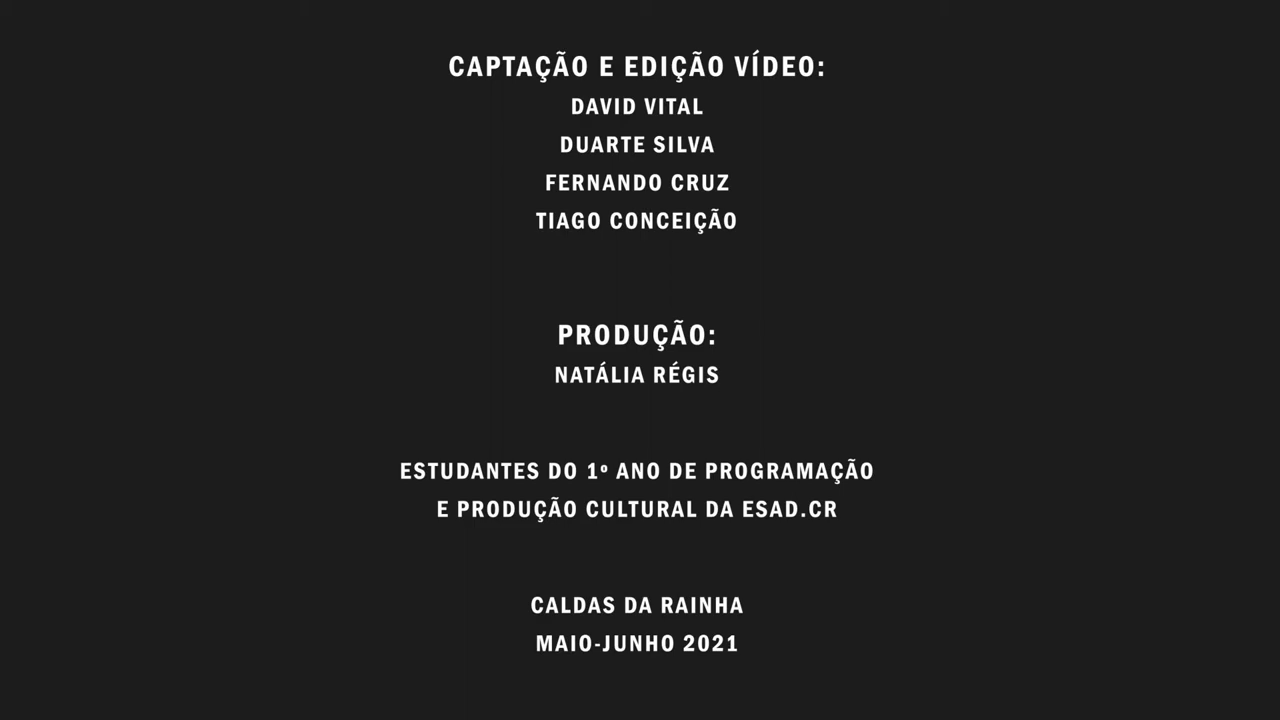 CAPTAÇÃO E EDIÇÃO VÍDEO:
DAVID VITAL
DUARTE SILVA
FERNANDO CRUZ
TIAGO CONCEIÇÃO
PRODUÇÃO:
NATÁLIA RÉGIS
ESTUDANTES DO 1º ANO DE PROGRAMAÇÃO
E PRODUÇÃO CULTURAL DA ESAD.CR
CALDAS DA RAINHA
MAIO-JUNHO 2021